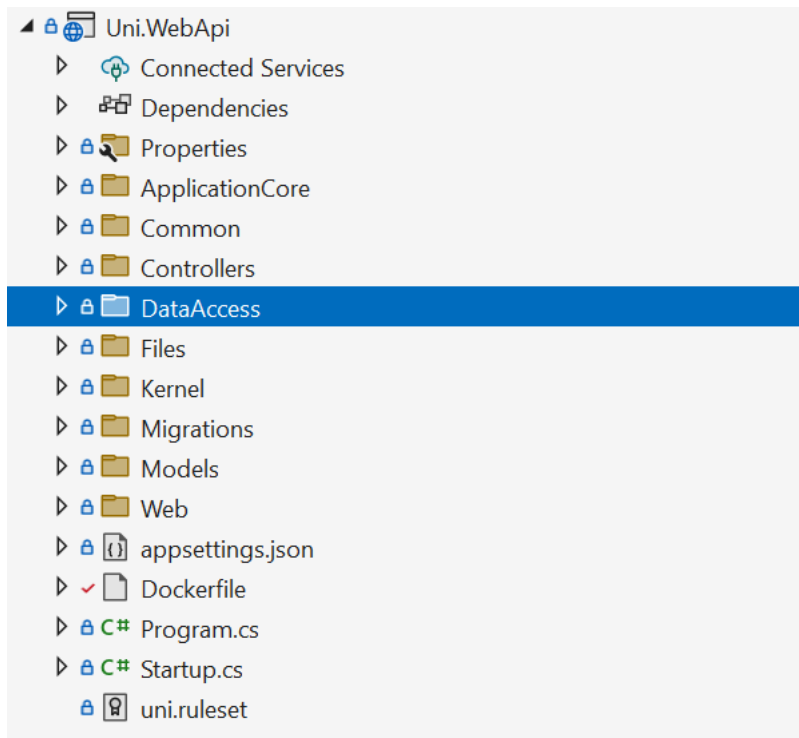 Uni.WebApi
Connected Services
Dependencies
Properties
ApplicationCore
Common
Controllers
DataAccess
Files
Kernel
Migrations
Models
Web
appsettings.json
Dockerfile
C# Program.cs
C# Startup.cs
uni.ruleset